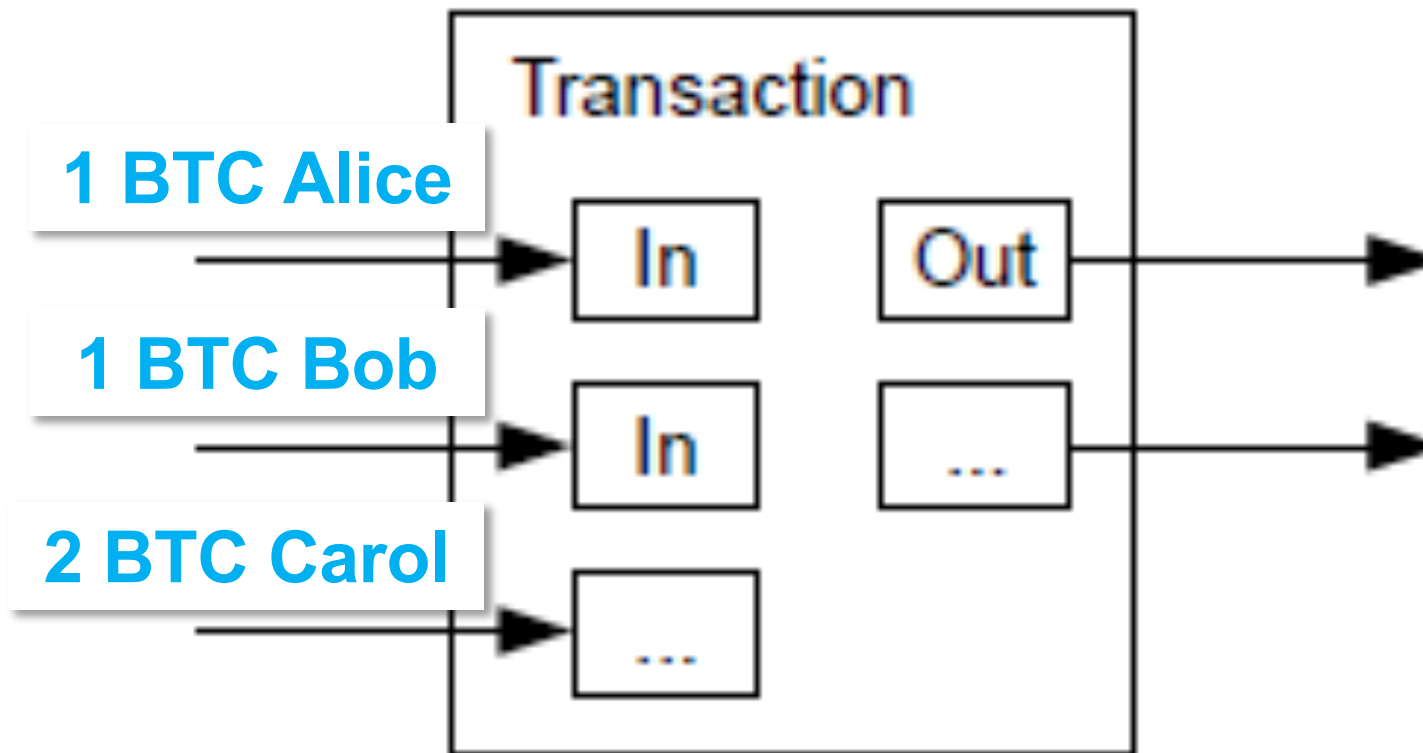 Transaction
1 BTC Alice
In
Out
1 BTC Bob
In
...
2 BTC Carol
...